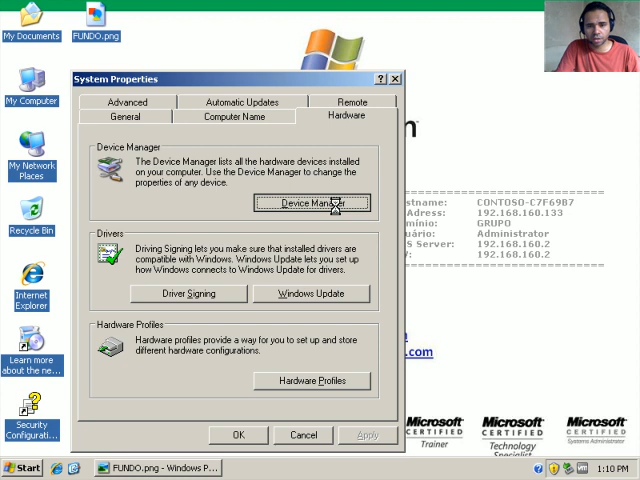 My Documents
FUNDO.png
My Computer
My Network
Places
Recycle Bin
Internet
Explorer
Learn more
about the ne...
Security
Configurati...
System Properties
Advanced
Automatic Updates
Remote
General
Computer Name
Hardware
Device Manager
The Device Manager lists all the hardware devices installed
on your computer. Use the Device Manager to change the
properties of any device.
Device Manager
Drivers
Driving Signing lets you make sure that installed drivers are
compatible with Windows. Windows Update lets you set up
how Windows connects to Windows Update for drivers.
Driver Signing
Windows Update
Hardware Profiles
Hardware profiles provide a way for you to set up and store
different hardware configurations.
Hardware Profiles
OK
Cancel
Apply
stname: CONTOSO-C7F69B7
Adress: 192.168.160.133
mínio: GRUPO
uário: Administrator
S Server: 192.168.160.2
: 192.168.160.2
.com
Microsoft
CERTIFIED
Trainer
Microsoft
CERTIFIED
Technology
Specialist
Microsoft
CERTIFIED
Systems Administrator
Start
FUNDO.png - Windows P...
1:10 PM